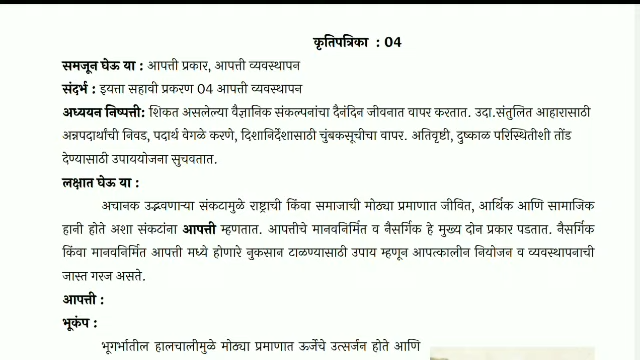 कृतिपत्रिका : 04
समजून घेऊ या : आपत्ती प्रकार, आपत्ती व्यवस्थापन
संदर्भ : इयत्ता सहावी प्रकरण 04 आपत्ती व्यवस्थापन
अध्ययन निष्पत्ती: शिकत असलेल्या वैज्ञानिक संकल्पनांचा दैनंदिन जीवनात वापर करतात. उदा.संतुलित आहारासाठी
अन्नपदार्थांची निवड, पदार्थ वेगळे करणे, दिशानिर्देशासाठी चुंबकसूचीचा वापर. अतिवृष्टी, दुष्काळ परिस्थितीशी तोंड
देण्यासाठी उपाययोजना सुचवतात.
लक्षात घेऊ या :
अचानक उद्भवणाऱ्या संकटामुळे राष्ट्राची किंवा समाजाची मोठ्या प्रमाणात जीवित, आर्थिक आणि सामाजिक
हानी होते अशा संकटांना आपत्ती म्हणतात. आपत्तीचे मानवनिर्मित व नैसर्गिक हे मुख्य दोन प्रकार पडतात. नैसर्गिक
किंवा मानवनिर्मित आपत्ती मध्ये होणारे नुकसान टाळण्यासाठी उपाय म्हणून आपत्कालीन नियोजन व व्यवस्थापनाची
जास्त गरज असते.
आपत्ती :
भूकंप :
भूगर्भातील हालचालीमुळे मोठ्या प्रमाणात ऊर्जेचे उत्सर्जन होते आणि